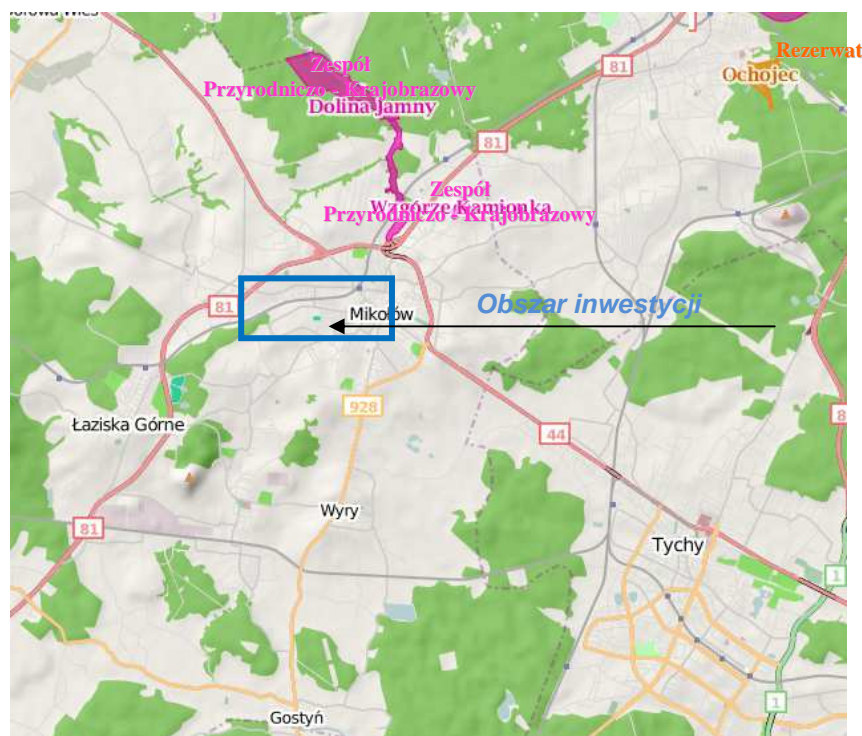 Zespół
Przyrodniczo - Krajobrazowy
Dolina Jamny
81
Rezerwat
Ochojec
81
Zespół
Wzgórze Kamionka
Przyrodniczo - Krajobrazowy
81
Mikołów
Obszar inwestycji
928
Łaziska Górne
44
81
Wyry
Tychy
1
1
Gostyń